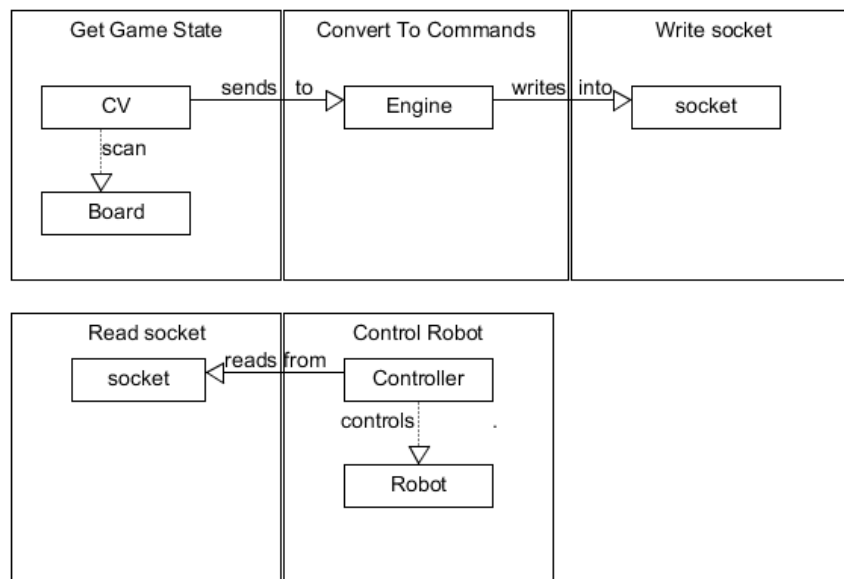 Get Game State
Convert To Commands
Write socket
CV
sends to
Engine
writes into
socket
scan
Board
Read socket
Control Robot
socket
reads from
Controller
controls
.
Robot